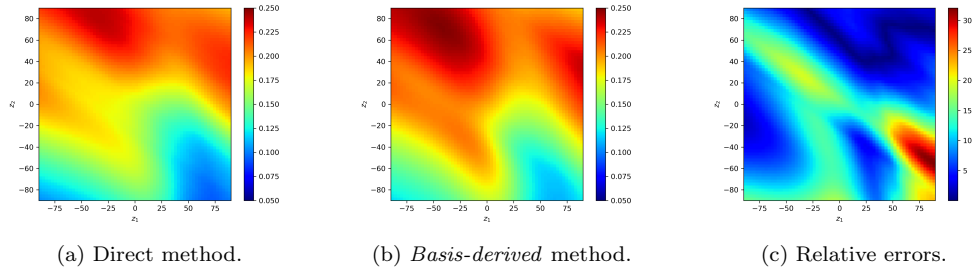 80 60 40 20 0 −20 −40 −60 −80
z₂
−75 −50 −25 0 25 50 75
z₁
0.250 0.225 0.200 0.175 0.150 0.125 0.100 0.075 0.050
(a) Direct method.
80 60 40 20 0 −20 −40 −60 −80
z₂
−75 −50 −25 0 25 50 75
z₁
0.250 0.225 0.200 0.175 0.150 0.125 0.100 0.075 0.050
(b) Basis-derived method.
80 60 40 20 0 −20 −40 −60 −80
z₂
−75 −50 −25 0 25 50 75
z₁
30 25 20 15 10 5
(c) Relative errors.